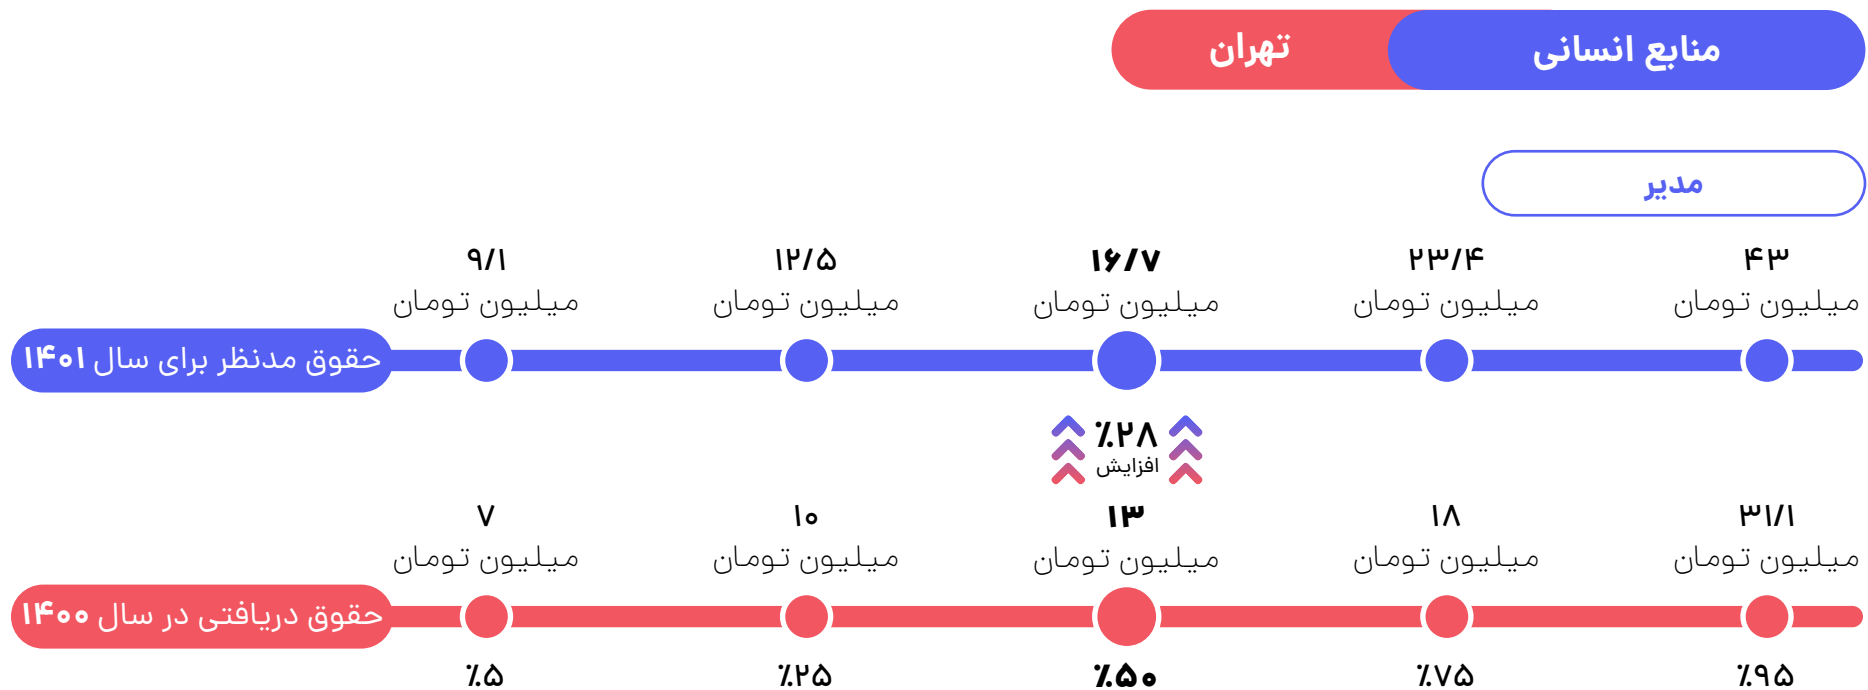 منابع انسانی
تهران
مدیر
۹/۱ ۱۲/۵ ۱۶/۷ ۲۳/۴ ۴۳
میلیون تومان میلیون تومان میلیون تومان میلیون تومان میلیون تومان
حقوق مدنظر برای سال ۱۴۰۱
٪۲۸
افزایش
۷ ۱۰ ۱۳ ۱۸ ۳۱/۱
میلیون تومان میلیون تومان میلیون تومان میلیون تومان میلیون تومان
حقوق دریافتی در سال ۱۴۰۰
٪۵ ٪۲۵ ٪۵۰ ٪۷۵ ٪۹۵